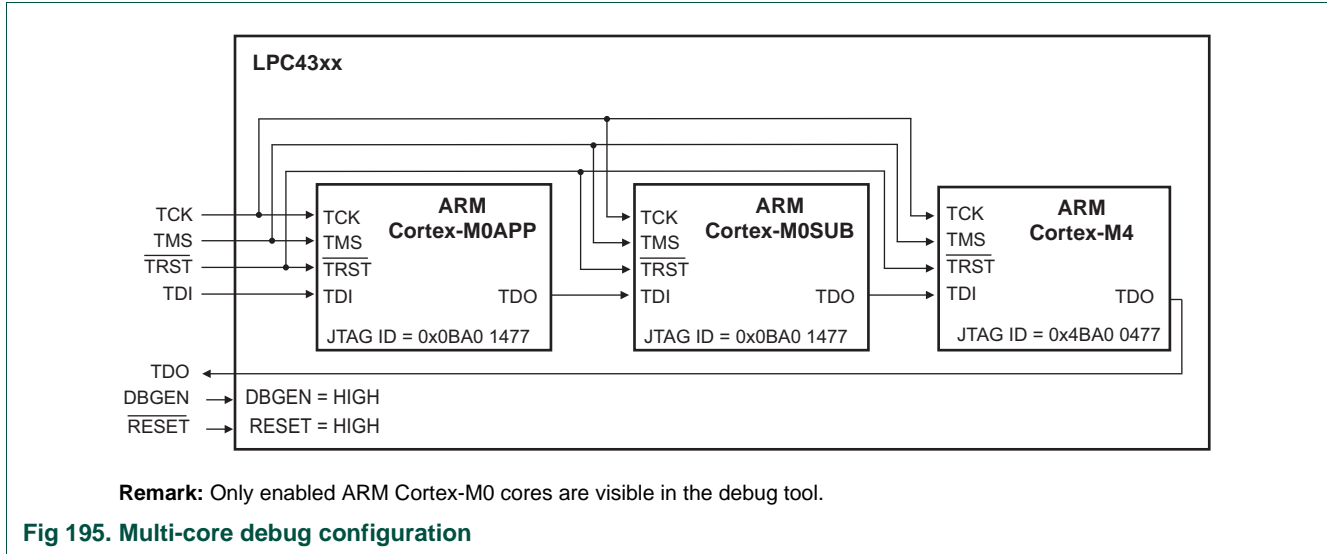 LPC43xx
ARM
Cortex-M0APP
ARM
Cortex-M0SUB
ARM
Cortex-M4
TCK
TMS
TRST
TDI
TCK
TMS
TRST
TDI
TDO
JTAG ID = 0x0BA0 1477
TCK
TMS
TRST
TDI
TDO
JTAG ID = 0x0BA0 1477
TCK
TMS
TRST
TDI
TDO
JTAG ID = 0x4BA0 0477
TDO
DBGEN
RESET
DBGEN = HIGH
RESET = HIGH
Remark: Only enabled ARM Cortex-M0 cores are visible in the debug tool.
Fig 195. Multi-core debug configuration